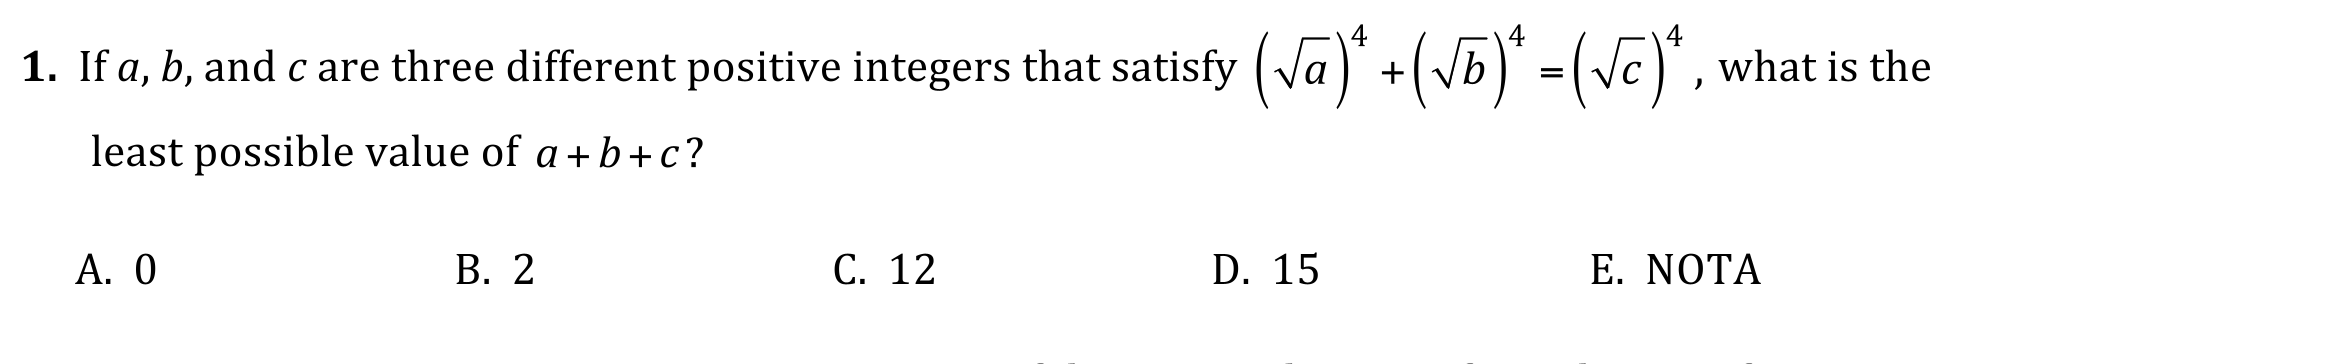 1. If a, b, and c are three different positive integers that satisfy (√a)⁴ + (√b)⁴ = (√c)⁴, what is the
least possible value of a + b + c?
A. 0 B. 2 C. 12 D. 15 E. NOTA